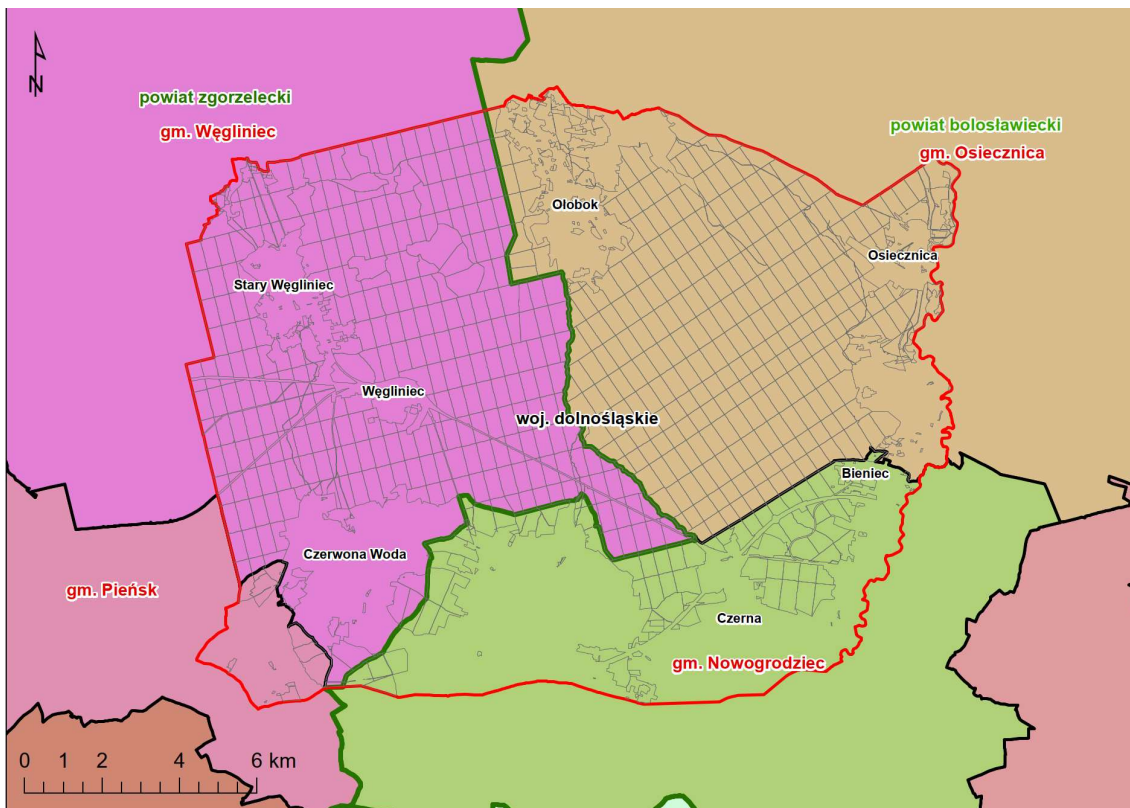 N
powiat zgorzelecki
gm. Węgliniec
powiat bolosławiecki
gm. Osiecznica
Ołobok
Osiecznica
Stary Węgliniec
Węgliniec
woj. dolnośląskie
Bieniec
Czerwona Woda
gm. Pieńsk
Czerna
gm. Nowogrodziec
0 1 2 4 6 km